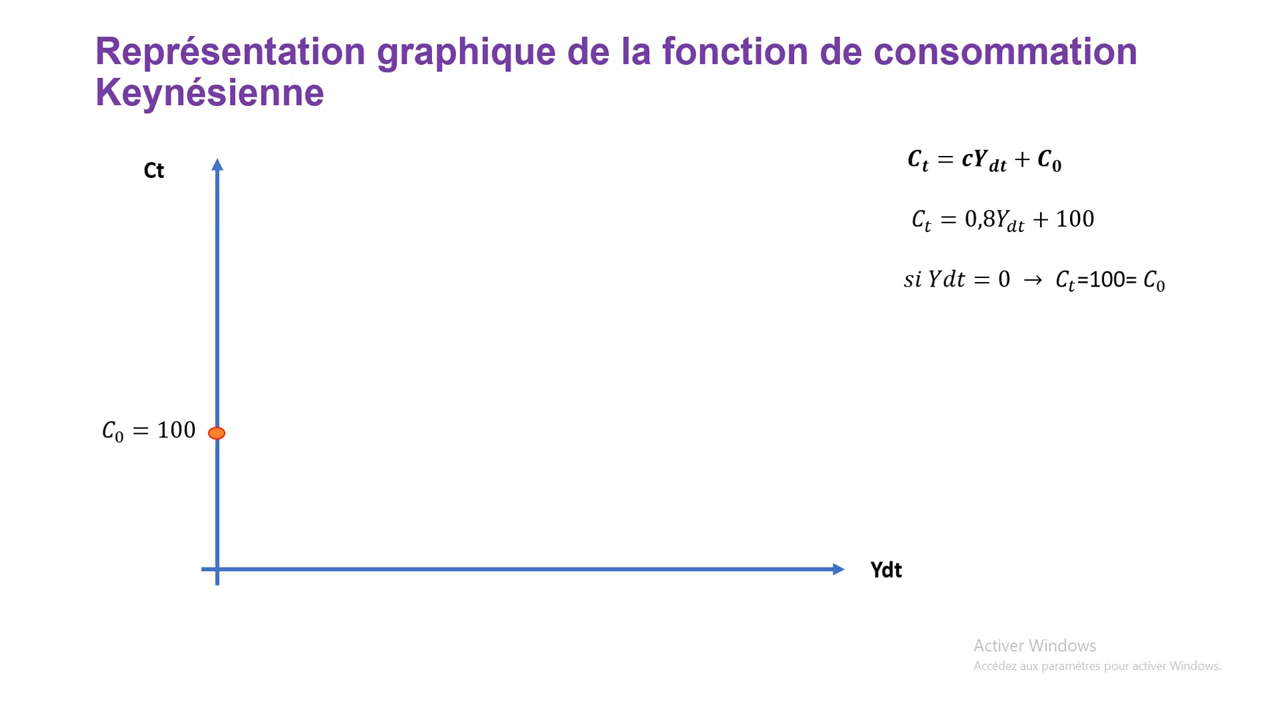 Représentation graphique de la fonction de consommation
Keynésienne
Ct
𝑪𝒕 = 𝒄𝒀𝒅𝒕 + 𝑪𝟎
𝐶𝑡 = 0,8𝑌𝑑𝑡 + 100
𝑠𝑖 𝑌𝑑𝑡 = 0 → 𝐶𝑡=100= 𝐶0
𝐶0 = 100
Ydt
Activer Windows
Accédez aux paramètres pour activer Windows.